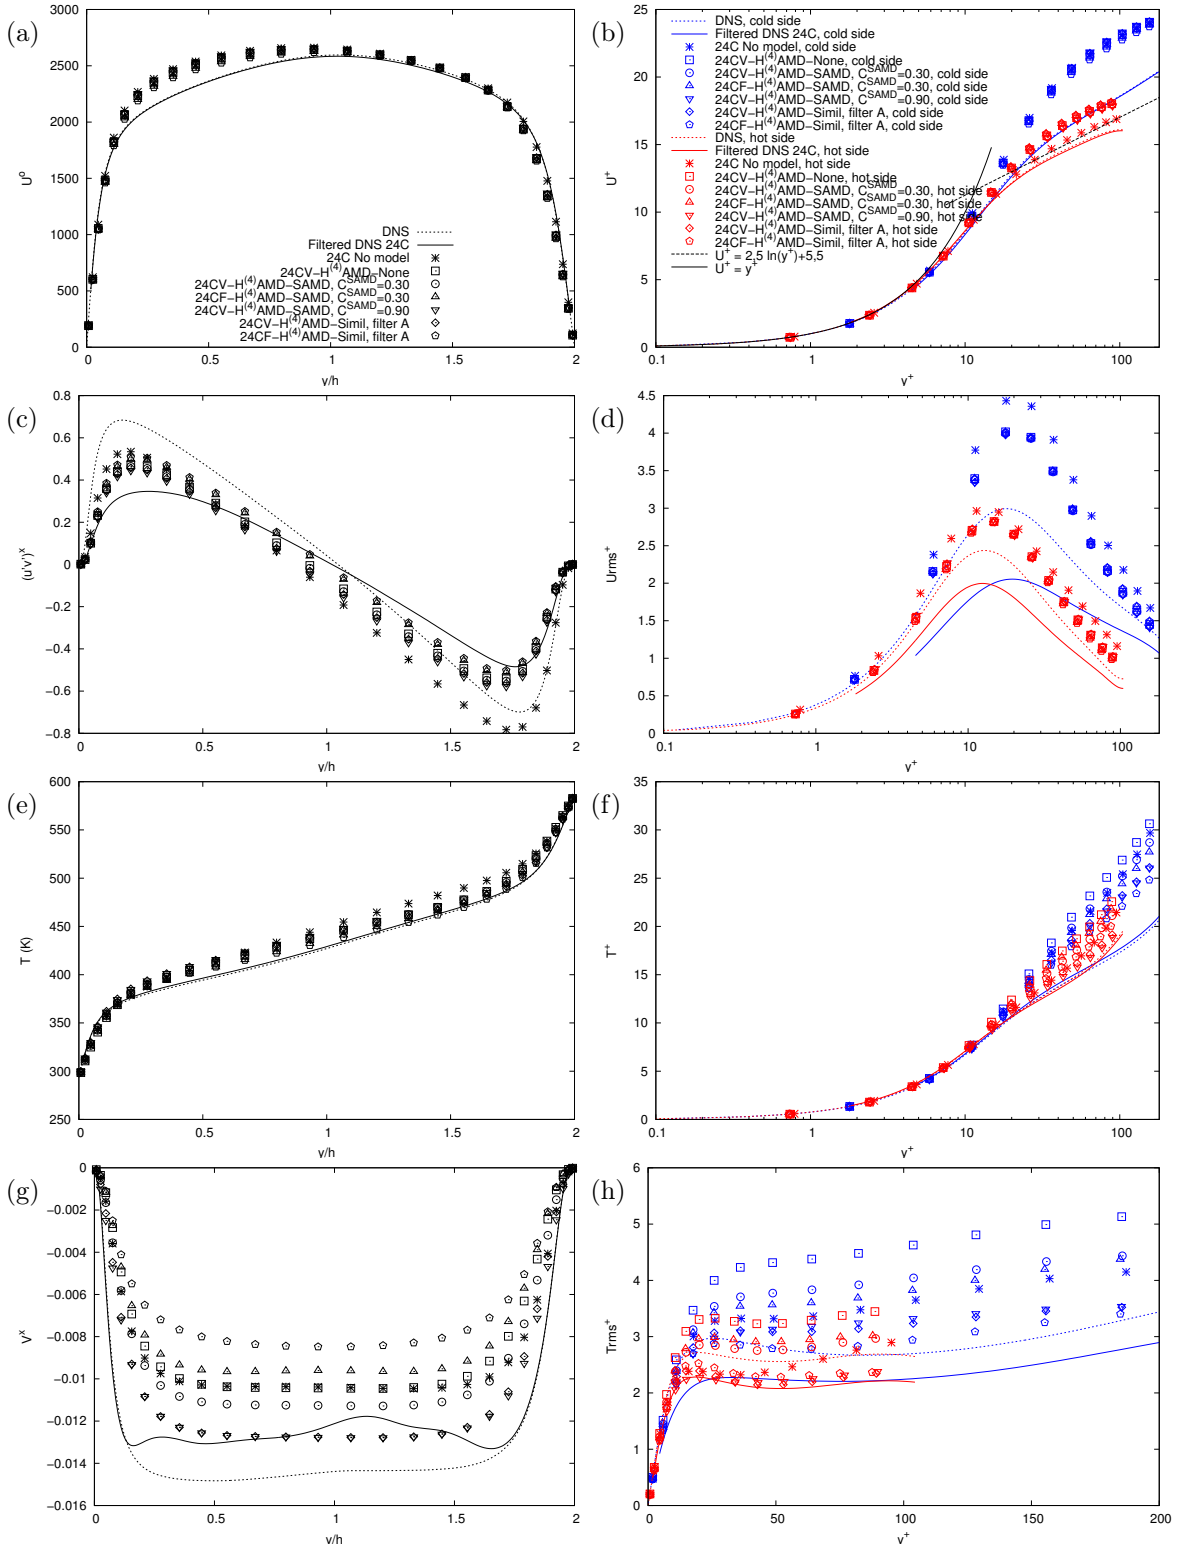 (a)
3000
2500
2000
1500
1000
500
0
U⁰
0
0.5
1
1.5
2
y/h
DNS
Filtered DNS 24C
24C No model
24CV−H⁽⁴⁾AMD−None
24CV−H⁽⁴⁾AMD−SAMD, Cˢᴬᴹᴰ=0.30
24CF−H⁽⁴⁾AMD−SAMD, Cˢᴬᴹᴰ=0.30
24CV−H⁽⁴⁾AMD−SAMD, Cˢᴬᴹᴰ=0.90
24CV−H⁽⁴⁾AMD−Simil, filter A
24CF−H⁽⁴⁾AMD−Simil, filter A
(b)
25
20
15
10
5
0
U⁺
0.1
1
10
100
y⁺
DNS, cold side
Filtered DNS 24C, cold side
24C No model, cold side
24CV−H⁽⁴⁾AMD−None, cold side
24CV−H⁽⁴⁾AMD−SAMD, Cˢᴬᴹᴰ=0.30, cold side
24CF−H⁽⁴⁾AMD−SAMD, Cˢᴬᴹᴰ=0.30, cold side
24CV−H⁽⁴⁾AMD−SAMD, Cˢᴬᴹᴰ=0.90, cold side
24CV−H⁽⁴⁾AMD−Simil, filter A, cold side
24CF−H⁽⁴⁾AMD−Simil, filter A, cold side
DNS, hot side
Filtered DNS 24C, hot side
24C No model, hot side
24CV−H⁽⁴⁾AMD−None, hot side
24CV−H⁽⁴⁾AMD−SAMD, Cˢᴬᴹᴰ=0.30, hot side
24CF−H⁽⁴⁾AMD−SAMD, Cˢᴬᴹᴰ=0.30, hot side
24CV−H⁽⁴⁾AMD−SAMD, Cˢᴬᴹᴰ=0.90, hot side
24CV−H⁽⁴⁾AMD−Simil, filter A, hot side
24CF−H⁽⁴⁾AMD−Simil, filter A, hot side
U⁺ = 2,5 ln(y⁺)+5,5
U⁺ = y⁺
(c)
0.8
0.6
0.4
0.2
0
−0.2
−0.4
−0.6
−0.8
⟨u'v'⟩ˣ
0
0.5
1
1.5
2
y/h
(d)
4.5
4
3.5
3
2.5
2
1.5
1
0.5
0
Urms⁺
0.1
1
10
100
y⁺
(e)
600
550
500
450
400
350
300
250
T (K)
0
0.5
1
1.5
2
y/h
(f)
35
30
25
20
15
10
5
0
T⁺
0.1
1
10
100
y⁺
(g)
0
−0.002
−0.004
−0.006
−0.008
−0.01
−0.012
−0.014
−0.016
Vˣ
0
0.5
1
1.5
2
y/h
(h)
6
5
4
3
2
1
0
Trms⁺
0
50
100
150
200
y⁺